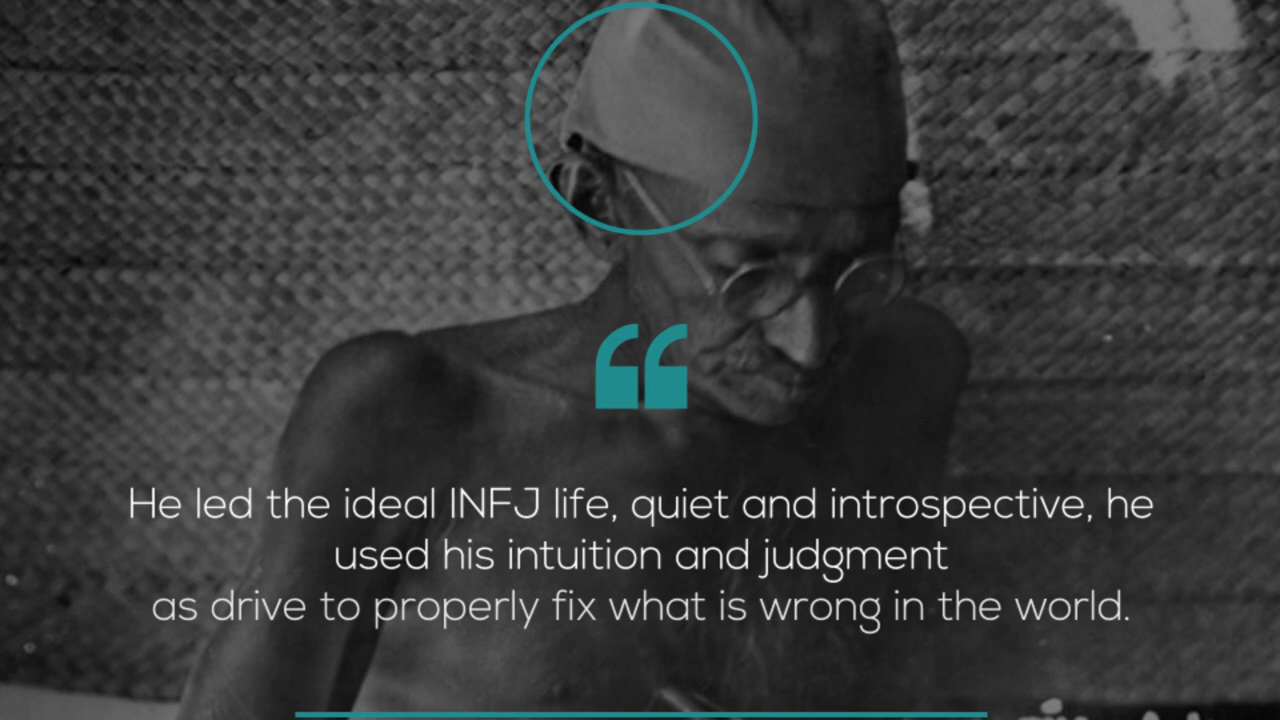 He led the ideal INFJ life, quiet and introspective, he
used his intuition and judgment
as drive to properly fix what is wrong in the world.